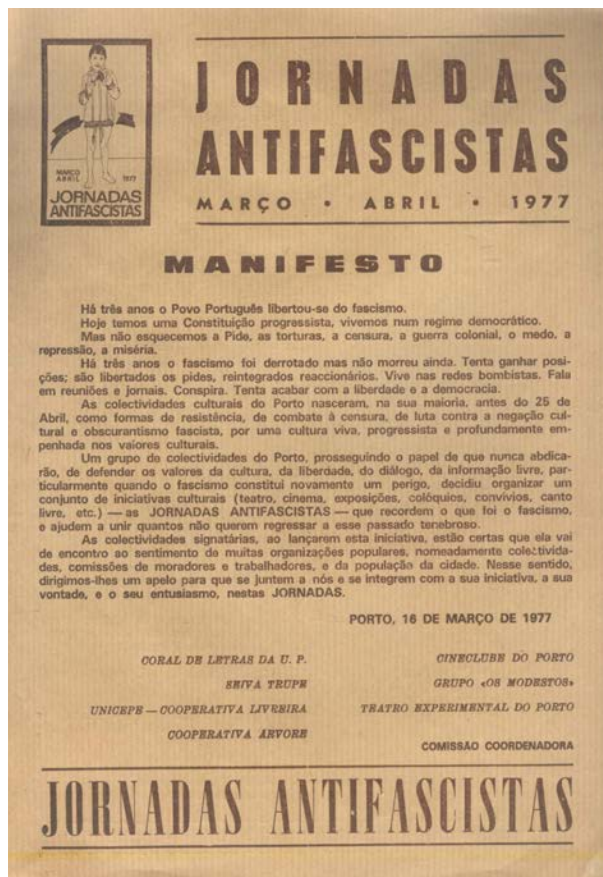 JORNADAS
ANTIFASCISTAS
MARÇO • ABRIL • 1977
MARÇO
ABRIL 1977
JORNADAS
ANTIFASCISTAS
MANIFESTO
Há três anos o Povo Português libertou-se do fascismo.
Hoje temos uma Constituição progressista, vivemos num regime democrático.
Mas não esquecemos a Pide, as torturas, a censura, a guerra colonial, o medo, a
repressão, a miséria.
Há três anos o fascismo foi derrotado mas não morreu ainda. Tenta ganhar posi-
ções; são libertados os pides, reintegrados reaccionários. Vive nas redes bombistas. Fala
em reuniões e jornais. Conspira. Tenta acabar com a liberdade e a democracia.
As colectividades culturais do Porto nasceram, na sua maioria, antes do 25 de
Abril, como formas de resistência, de combate à censura, de luta contra a negação cul-
tural e obscurantismo fascista, por uma cultura viva, progressista e profundamente em-
penhada nos valores culturais.
Um grupo de colectividades do Porto, prosseguindo o papel de que nunca abdica-
rão, de defender os valores da cultura, da liberdade, do diálogo, da informação livre, par-
ticularmente quando o fascismo constitui novamente um perigo, decidiu organizar um
conjunto de iniciativas culturais (teatro, cinema, exposições, colóquios, convívios, canto
livre, etc.) — as JORNADAS ANTIFASCISTAS — que recordem o que foi o fascismo,
e ajudem a unir quantos não querem regressar a esse passado tenebroso.
As colectividades signatárias, ao lançarem esta iniciativa, estão certas que ela vai
de encontro ao sentimento de muitas organizações populares, nomeadamente colectivida-
des, comissões de moradores e trabalhadores, e da população da cidade. Nesse sentido,
dirigimos-lhes um apelo para que se juntem a nós e se integrem com a sua iniciativa, a sua
vontade, e o seu entusiasmo, nestas JORNADAS.
PORTO, 16 DE MARÇO DE 1977
CORAL DE LETRAS DA U. P.
SEIVA TRUPE
UNICEPE — COOPERATIVA LIVREIRA
COOPERATIVA ÁRVORE
CINECLUBE DO PORTO
GRUPO «OS MODESTOS»
TEATRO EXPERIMENTAL DO PORTO
COMISSÃO COORDENADORA
JORNADAS ANTIFASCISTAS